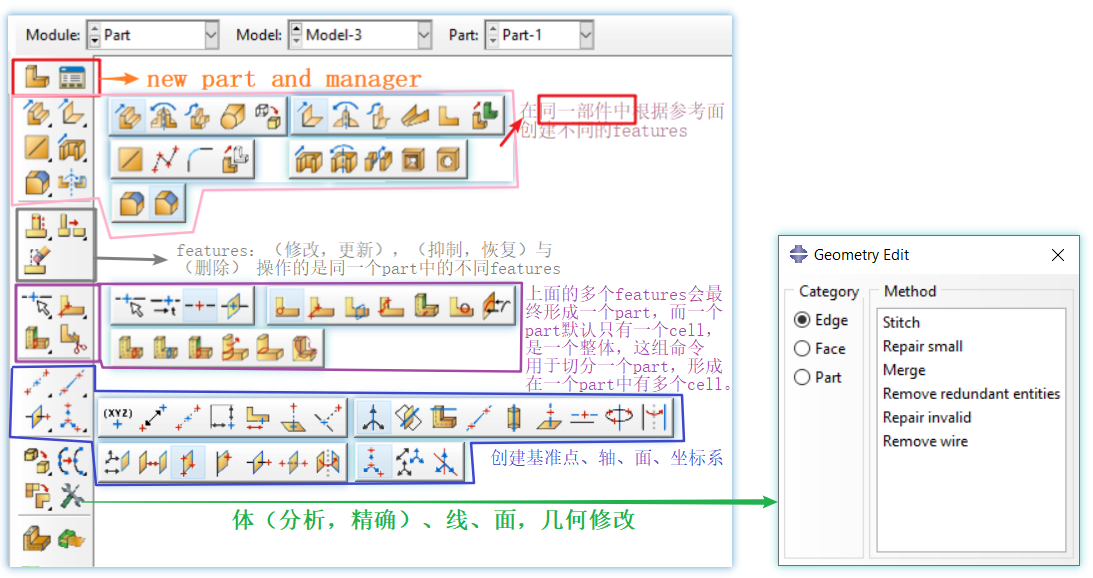 Module: Part Model: Model-3 Part: Part-1
new part and manager
在同一部件中根据参考面
创建不同的features
features: （修改，更新），（抑制，恢复）与
（删除） 操作的是同一个part中的不同features
上面的多个features会最
终形成一个part，而一个
part默认只有一个cell，
是一个整体，这组命令
用于切分一个part，形成
在一个part中有多个cell。
(XYZ)
创建基准点、轴、面、坐标系
体（分析，精确）、线、面，几何修改
Geometry Edit
Category
Edge
Face
Part
Method
Stitch
Repair small
Merge
Remove redundant entities
Repair invalid
Remove wire